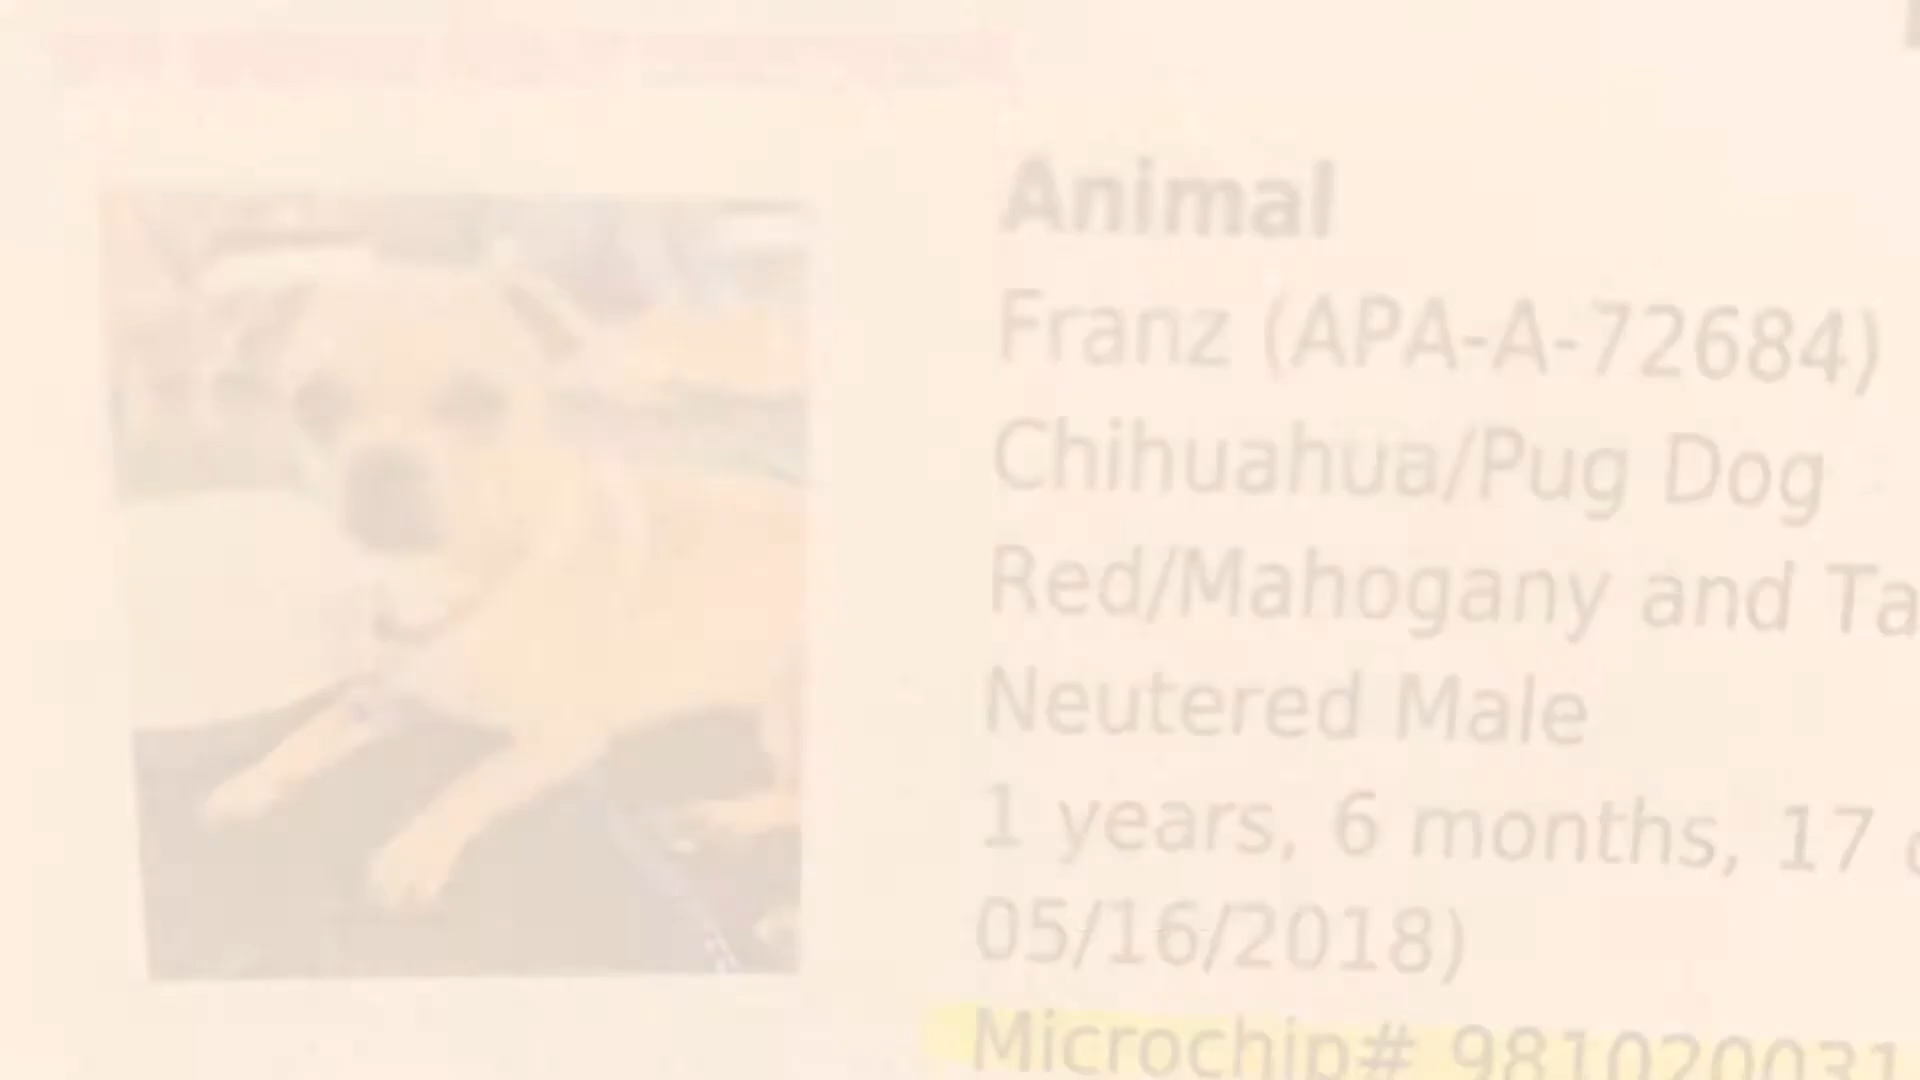 Animal
Franz (APA-A-72684)
Chihuahua/Pug Dog
Red/Mahogany and Ta
Neutered Male
1 years, 6 months, 17
05/16/2018)
Microchip# 981020031